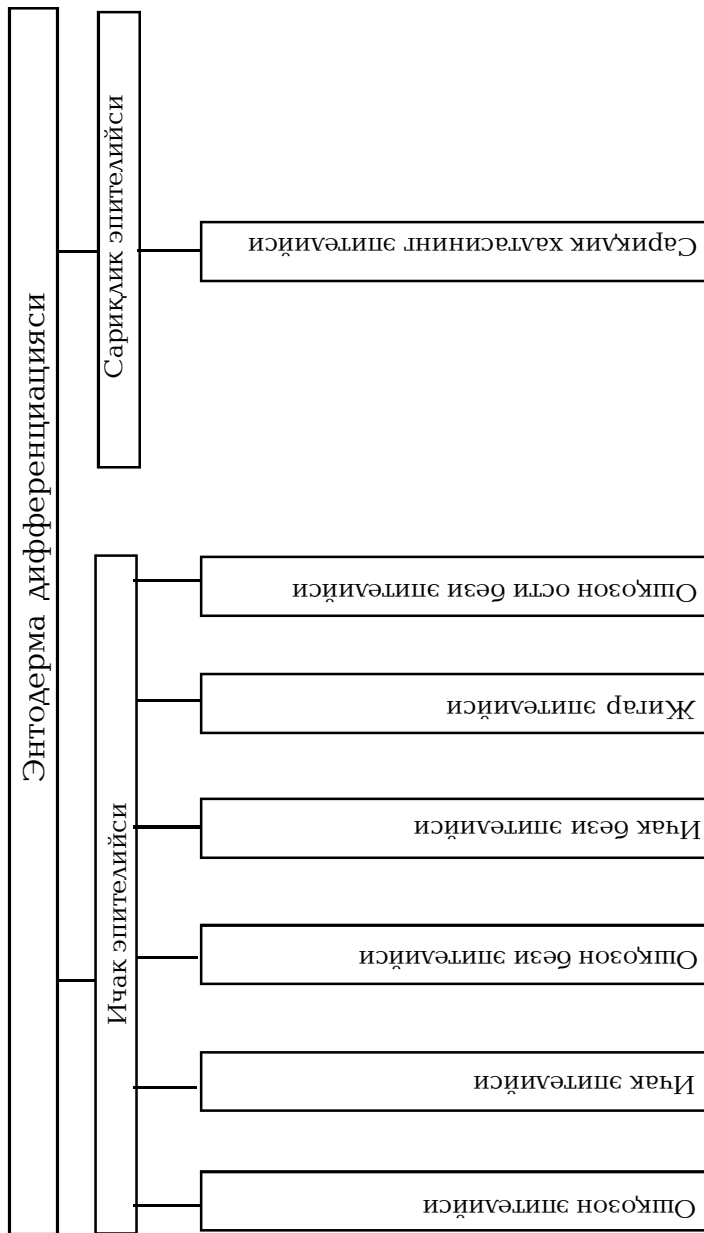 Энтодерма дифференциацияси
Сариқлик эпителийси
Сариқлик халтасининг эпителийси
Ичак эпителийси
Ошқозон ости бези эпителийси
Жигар эпителийси
Ичак бези эпителийси
Ошқозон бези эпителийси
Ичак эпителийси
Ошқозон эпителийси